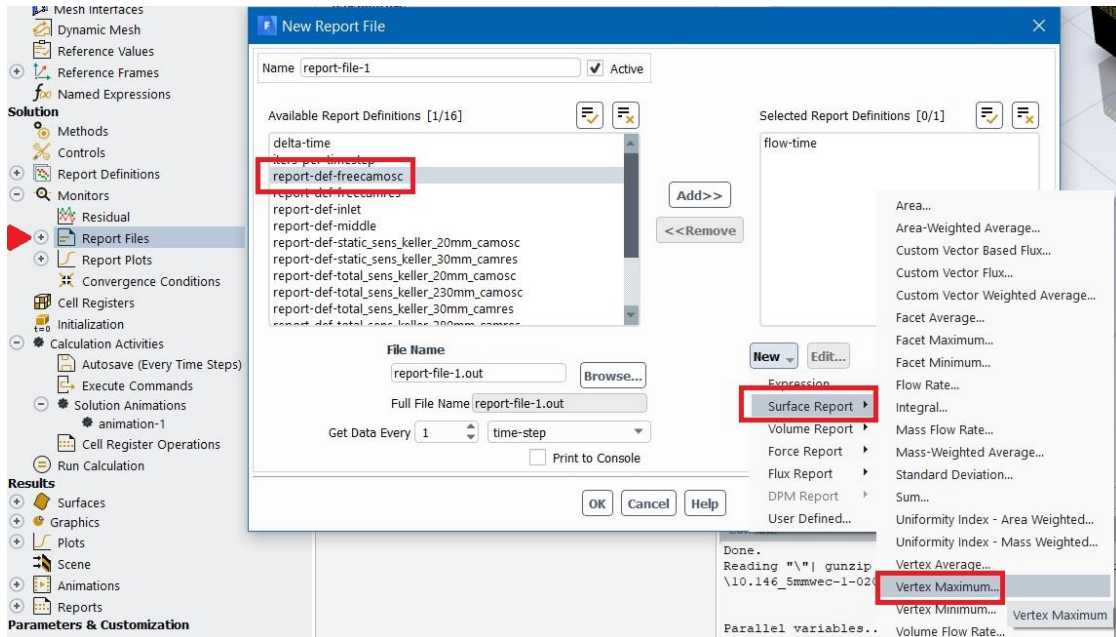 Mesh Interfaces
Dynamic Mesh
Reference Values
Reference Frames
Named Expressions
Solution
Methods
Controls
Report Definitions
Monitors
Residual
Report Files
Report Plots
Convergence Conditions
Cell Registers
Initialization
Calculation Activities
Autosave (Every Time Steps)
Execute Commands
Solution Animations
animation-1
Cell Register Operations
Run Calculation
Results
Surfaces
Graphics
Plots
Scene
Animations
Reports
Parameters & Customization
New Report File
Name report-file-1
Active
Available Report Definitions [1/16]
delta-time
iters-per-timestep
report-def-freecamosc
report-def-freecamres
report-def-inlet
report-def-middle
report-def-static_sens_keller_20mm_camosc
report-def-static_sens_keller_30mm_camres
report-def-total_sens_keller_20mm_camosc
report-def-total_sens_keller_230mm_camosc
report-def-total_sens_keller_30mm_camres
report-def-total_sens_keller_280mm_camres
Add>>
<<Remove
Selected Report Definitions [0/1]
flow-time
File Name
report-file-1.out
Browse...
Full File Name report-file-1.out
Get Data Every 1 time-step
Print to Console
OK Cancel Help
New Edit...
Expression
Surface Report
Volume Report
Force Report
Flux Report
DPM Report
User Defined...
Area...
Area-Weighted Average...
Custom Vector Based Flux...
Custom Vector Flux...
Custom Vector Weighted Average...
Facet Average...
Facet Maximum...
Facet Minimum...
Flow Rate...
Integral...
Mass Flow Rate...
Mass-Weighted Average...
Standard Deviation...
Sum...
Uniformity Index - Area Weighted...
Uniformity Index - Mass Weighted...
Vertex Average...
Vertex Maximum...
Vertex Minimum...
Volume Flow Rate...
Vertex Maximum
Console
Done.
Reading "\"| gunzip
\10.146_5mmwec-1-020
Parallel variables..